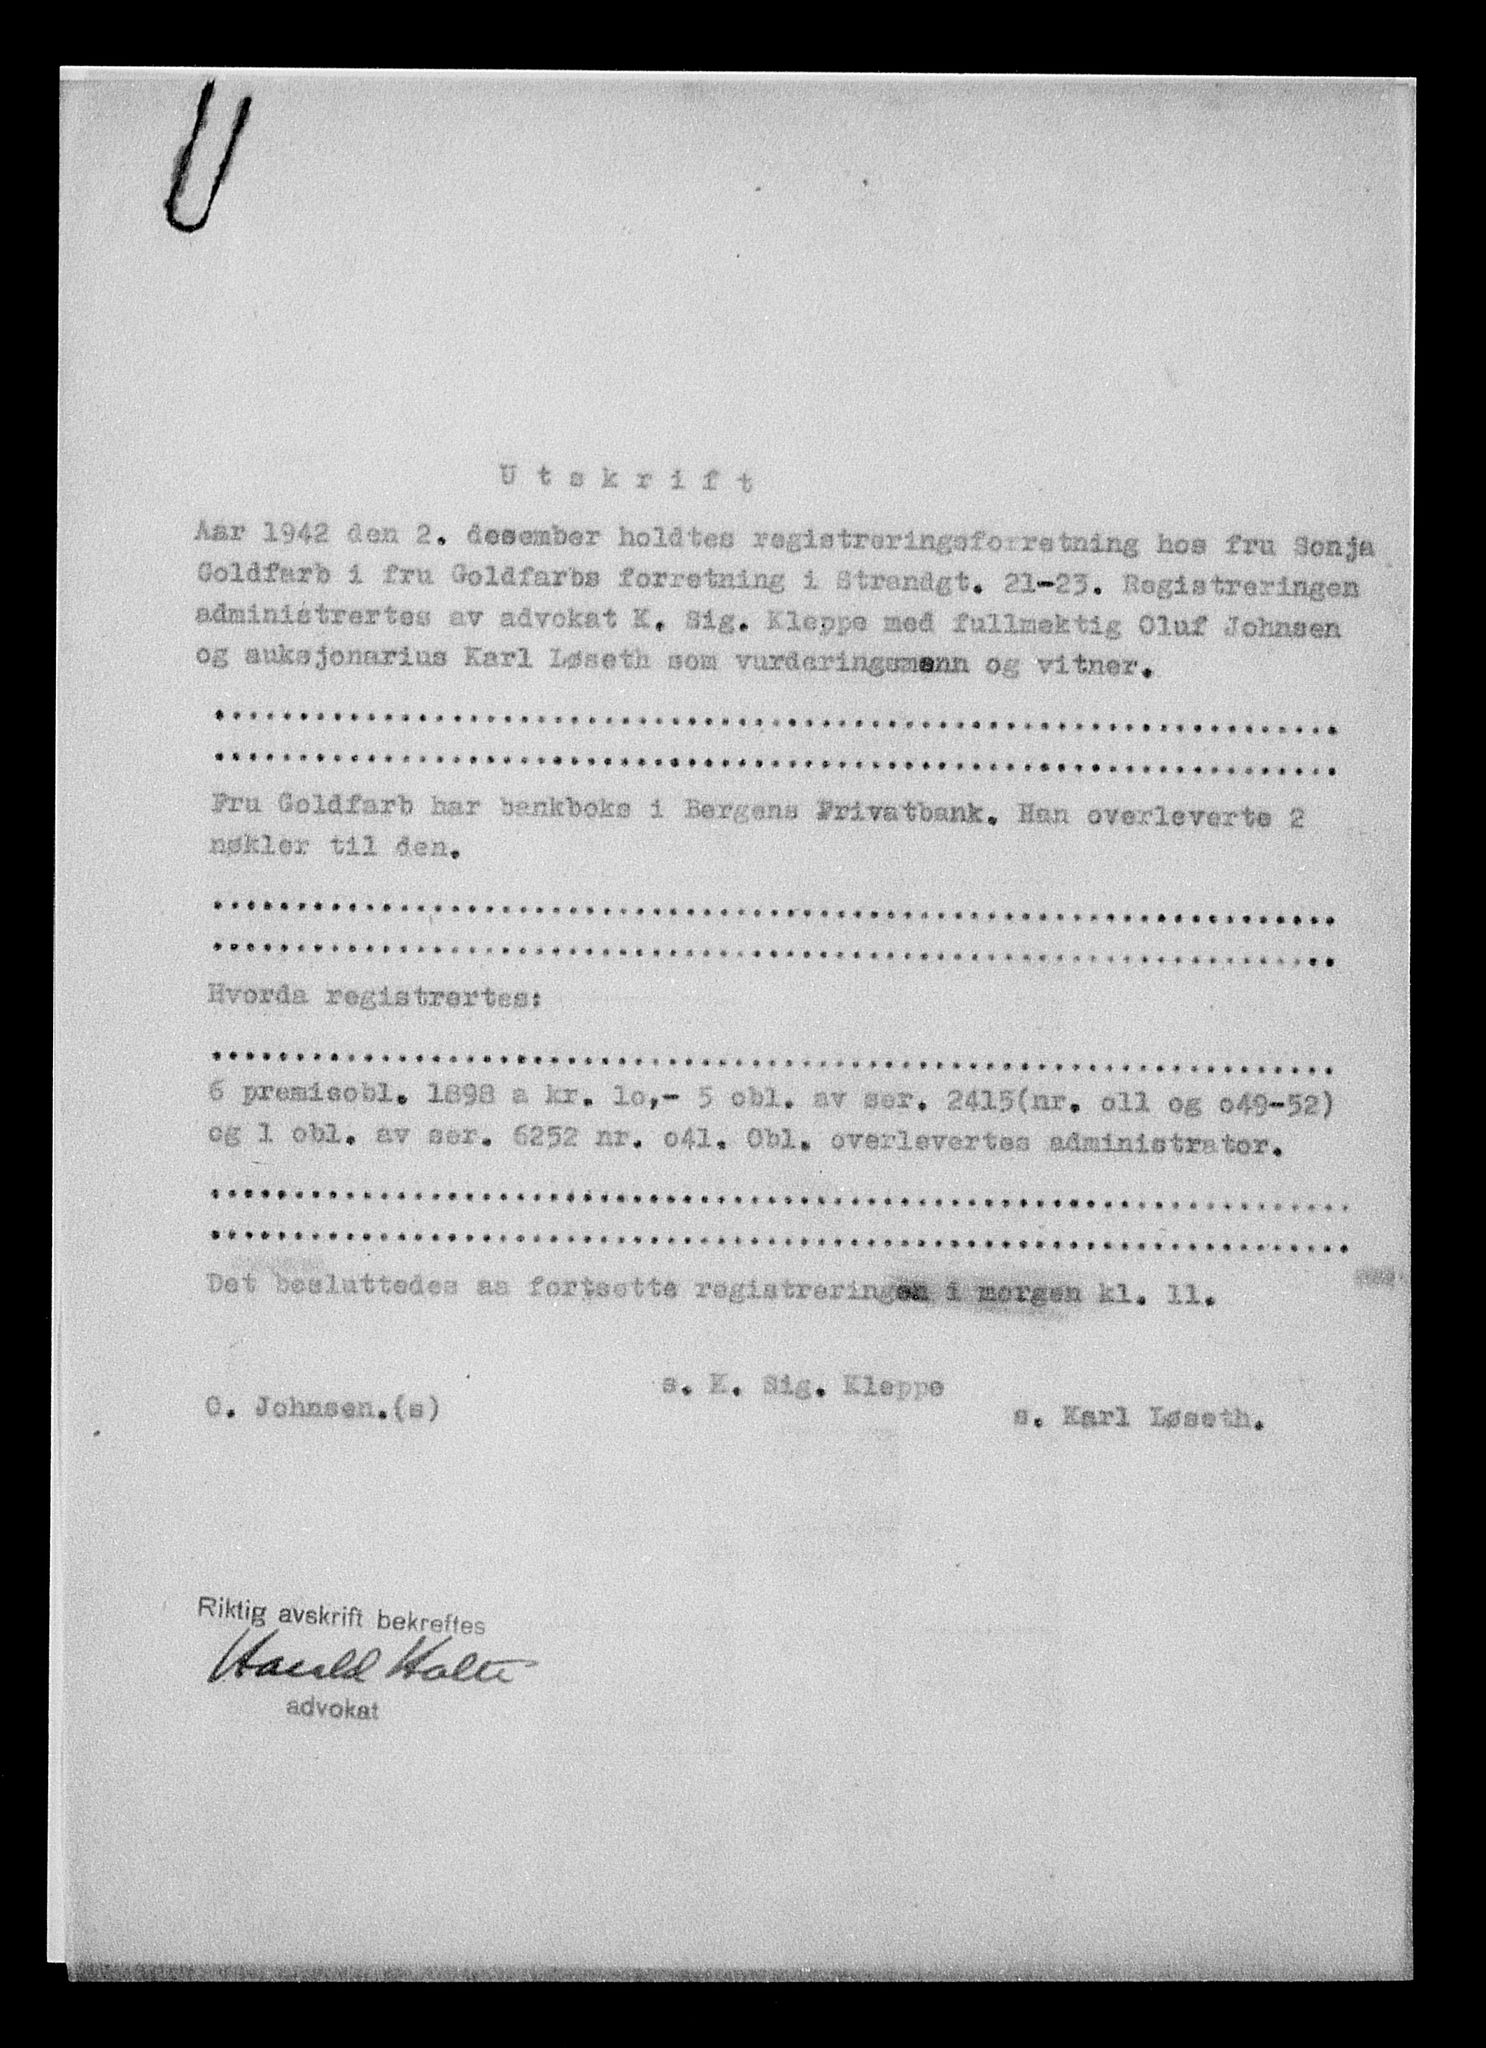 U t s k r i f t
Aar 1942 den 2. desember holdtes registreringsforretning hos fru Sonja
Goldfarb i fru Goldfarbs forretning i Strandgt. 21-23. Registreringen
administrertes av advokat K. Sig. Kleppe med fullmektig Oluf Johnsen
og auksjonarius Karl Løseth som vurderingsmenn og vitner.
................................................................
................................................................
Fru Goldfarb har bankboks i Bergens Privatbank. Han overleverte 2
nøkler til den.
................................................................
................................................................
Hvorda registrertes:
................................................................
6 premieobl. 1898 a kr. 1o,- 5 obl. av ser. 2415(nr. o11 og o49-52)
og 1 obl. av ser. 6252 nr. o41. Obl. overlevertes administrator.
................................................................
................................................................
Det besluttedes aa fortsette registreringen i morgen kl. 11.
s. K. Sig. Kleppe
O. Johnsen.(s)
s. Karl Løseth.
Riktig avskrift bekreftes
Harald Holte
advokat